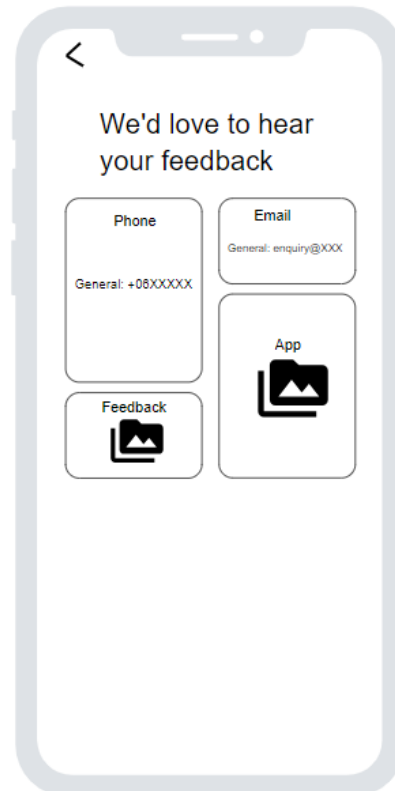 We'd love to hear
your feedback
Phone
General: +06XXXXX
Email
General: enquiry@XXX
Feedback
App